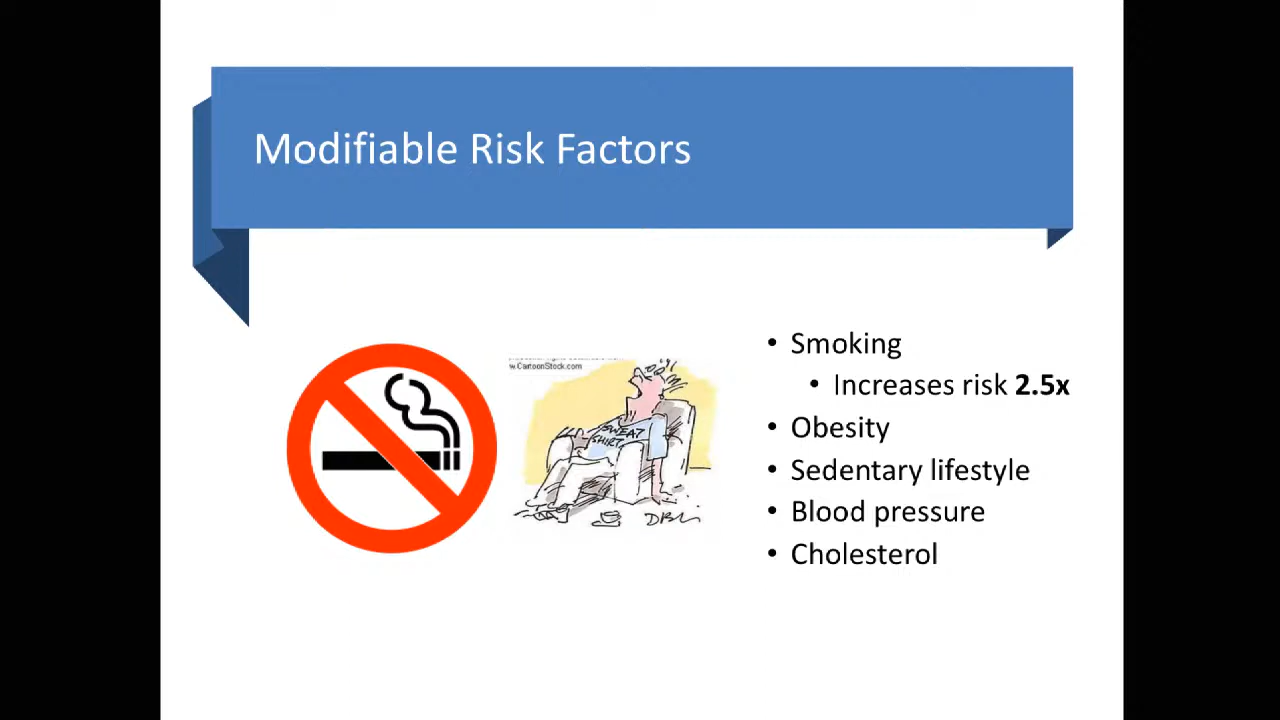 Modifiable Risk Factors
w.CartoonStock.com
SWEAT
SHIRT
• Smoking
• Increases risk 2.5x
• Obesity
• Sedentary lifestyle
• Blood pressure
• Cholesterol